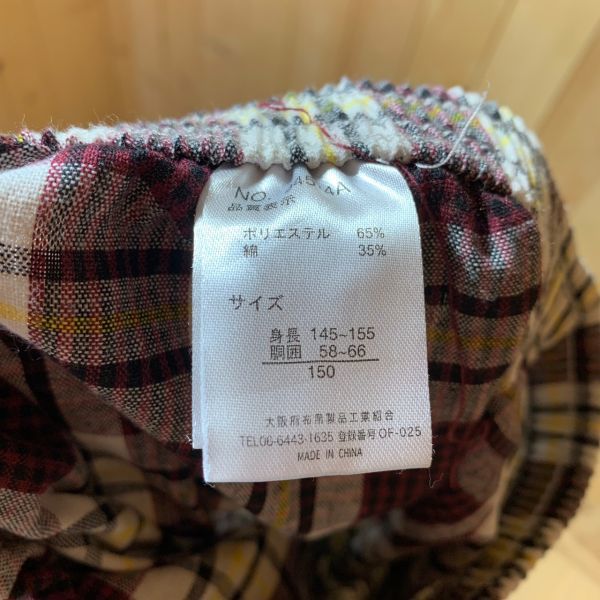 NO.
品質表示
ポリエステル 65%
綿 35%
サイズ
身長 145~155
胴囲 58~66
150
大阪府布帛製品工業組合
TEL06-6443-1635 登録番号OF-025
MADE IN CHINA